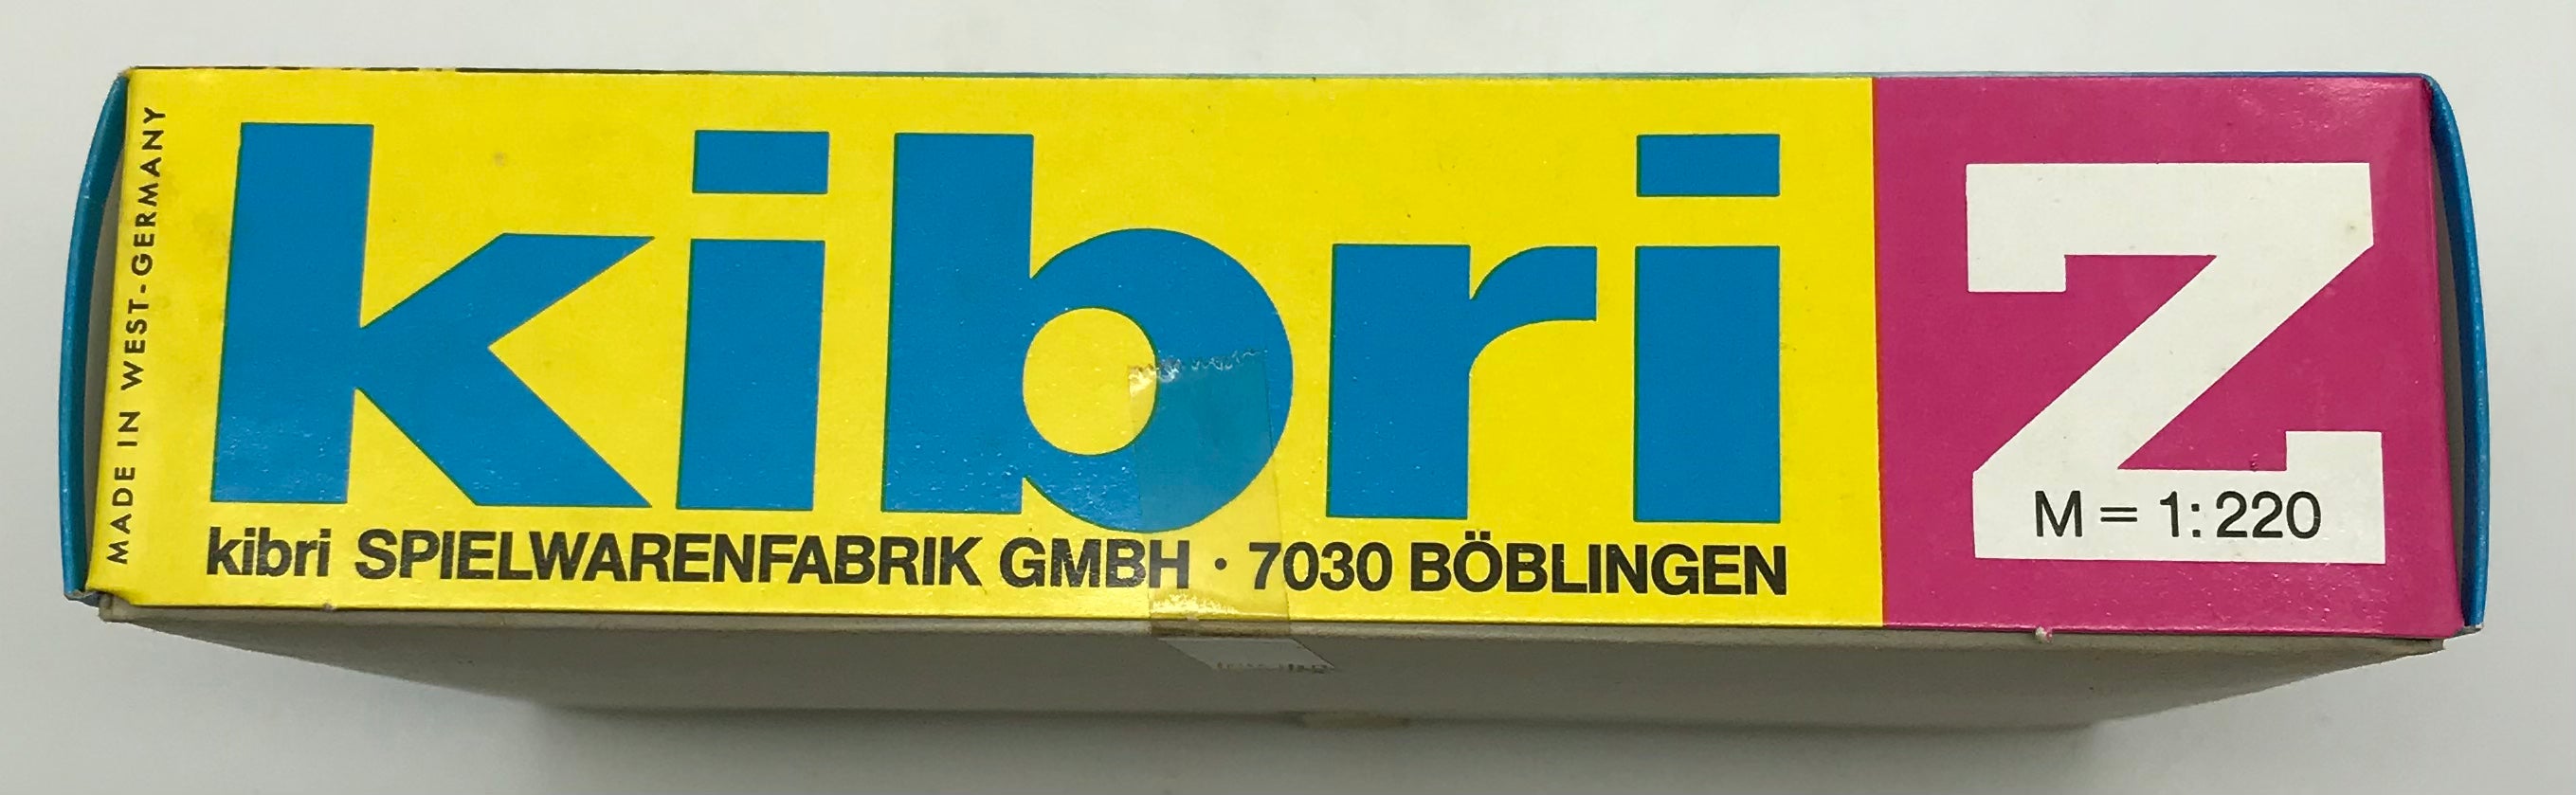 MADE IN WEST-GERMANY
kibri
kibri SPIELWARENFABRIK GMBH · 7030 BÖBLINGEN
Z
M = 1:220